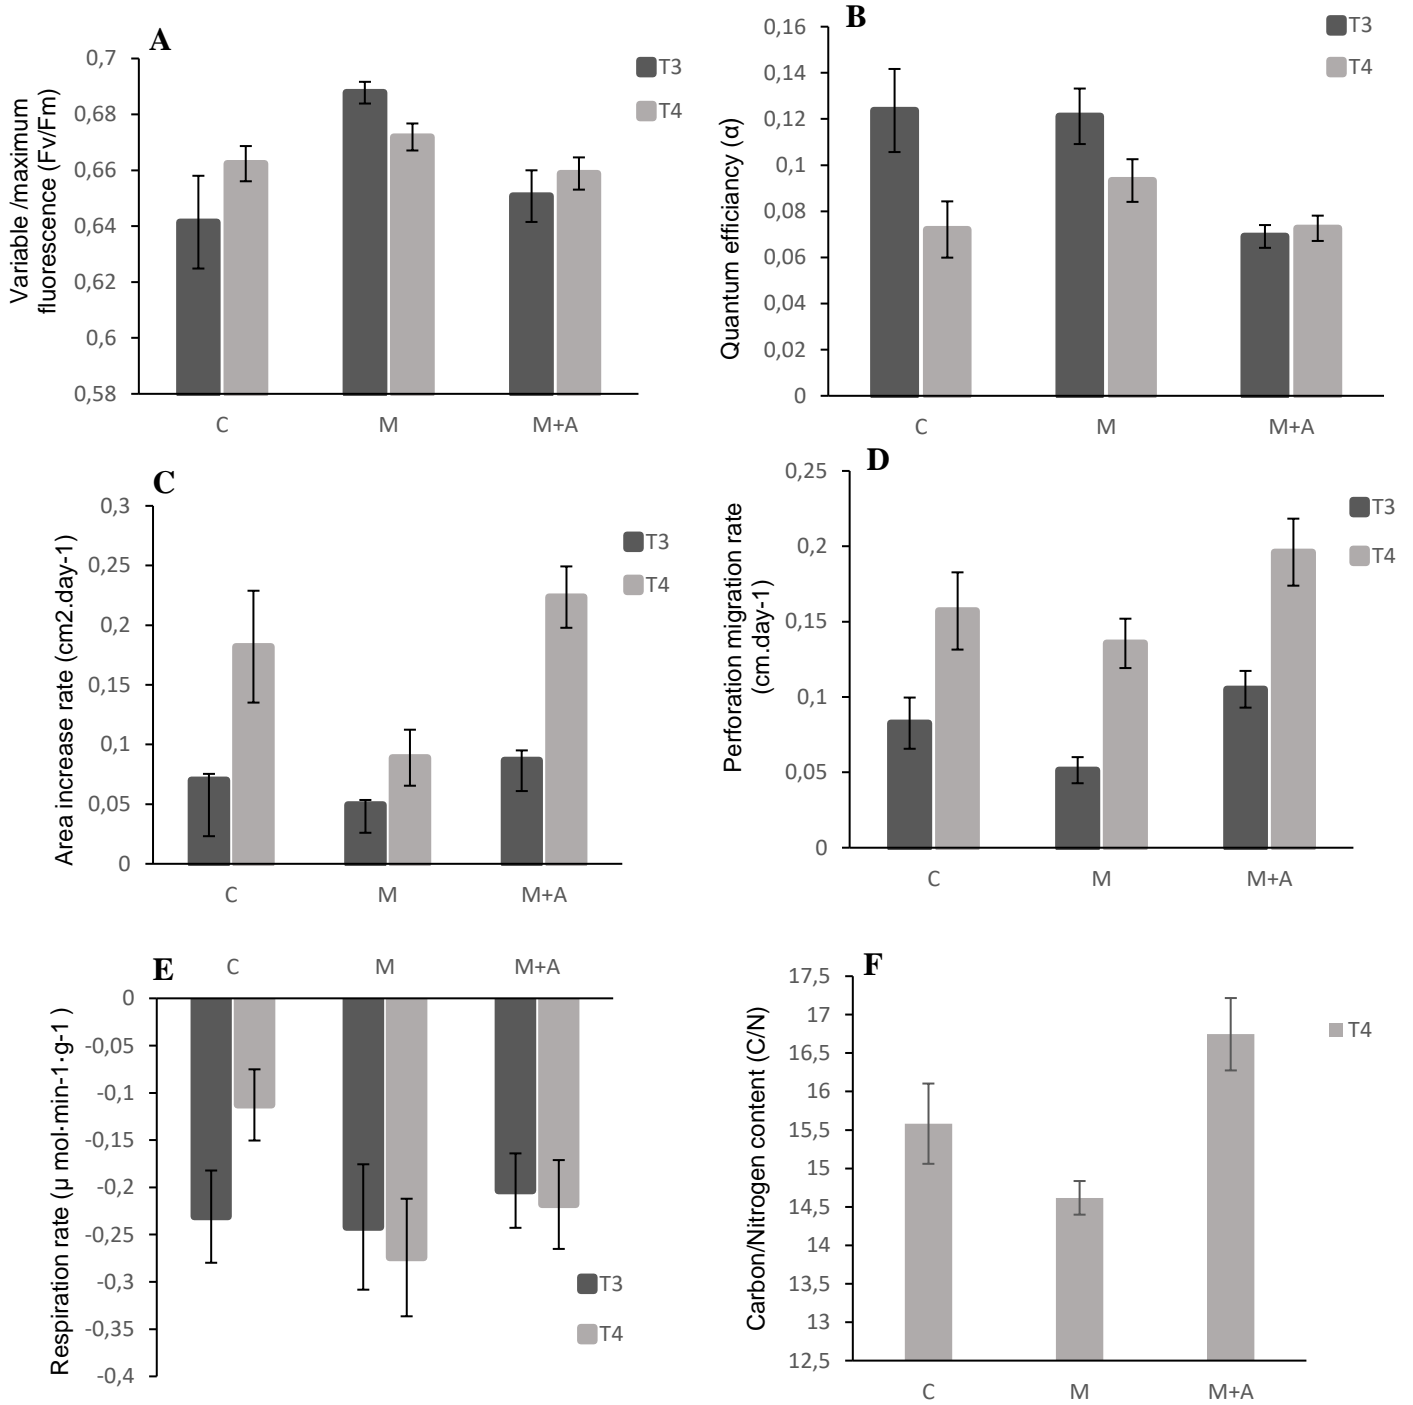 A
0,7
0,68
0,66
0,64
0,62
0,6
0,58
Variable /maximum
fluorescence (Fv/Fm)
C M M+A
T3
T4
B
0,16
0,14
0,12
0,1
0,08
0,06
0,04
0,02
0
Quantum efficiancy (α)
C M M+A
T3
T4
C
0,3
0,25
0,2
0,15
0,1
0,05
0
Area increase rate (cm2.day-1)
C M M+A
T3
T4
D
0,25
0,2
0,15
0,1
0,05
0
Perforation migration rate
(cm.day-1)
C M M+A
T3
T4
E
C M M+A
0
-0,05
-0,1
-0,15
-0,2
-0,25
-0,3
-0,35
-0,4
Respiration rate (µ mol·min-1·g-1 )
T3
T4
F
17,5
17
16,5
16
15,5
15
14,5
14
13,5
13
12,5
Carbon/Nitrogen content (C/N)
C M M+A
T4